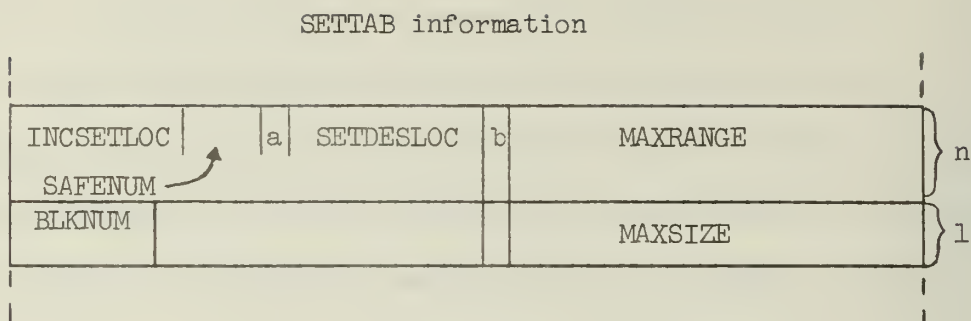 SETTAB information
INCSETLOC a SETDESLOC b MAXRANGE n
SAFENUM
BLKNUM MAXSIZE 1